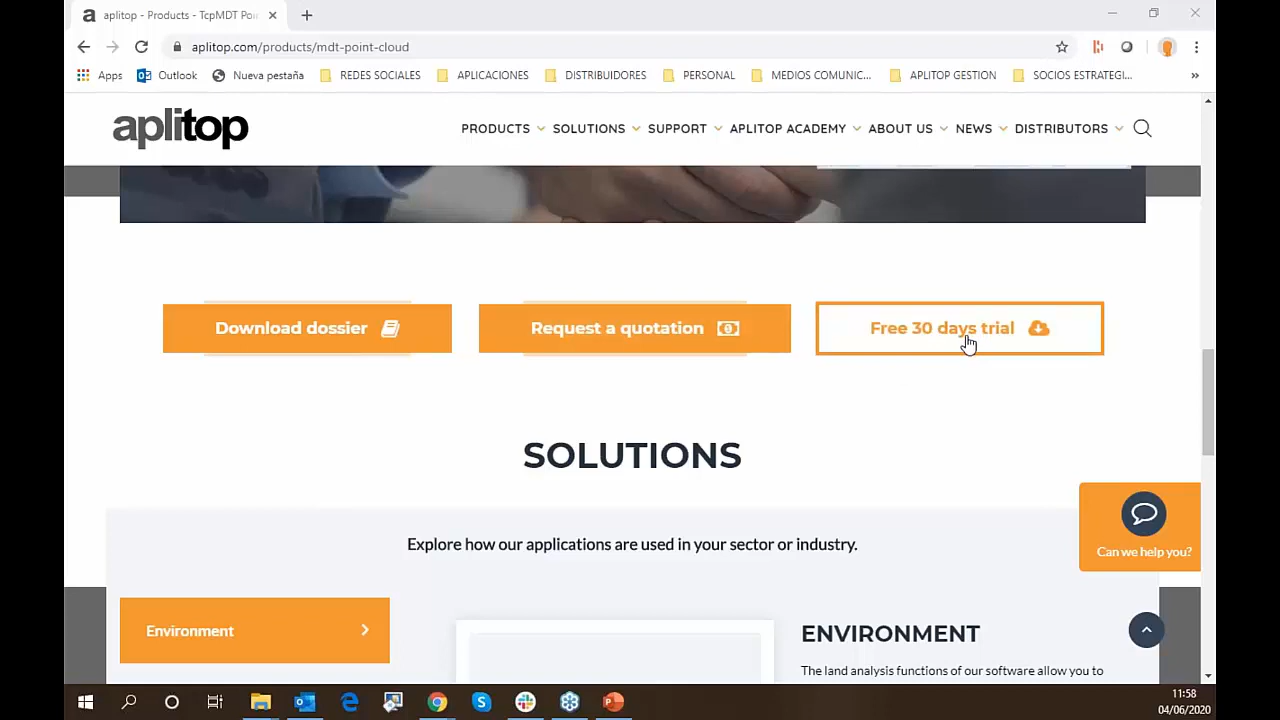 aplitop - Products - TcpMDT Poi
aplitop.com/products/mdt-point-cloud
Apps Outlook Nueva pestaña REDES SOCIALES APLICACIONES DISTRIBUIDORES PERSONAL MEDIOS COMUNIC... APLITOP GESTION SOCIOS ESTRATEGI... »
aplitop PRODUCTS SOLUTIONS SUPPORT APLITOP ACADEMY ABOUT US NEWS DISTRIBUTORS
Download dossier Request a quotation Free 30 days trial
SOLUTIONS
Explore how our applications are used in your sector or industry.
Can we help you?
Environment
ENVIRONMENT
The land analysis functions of our software allow you to
11:58
04/06/2020